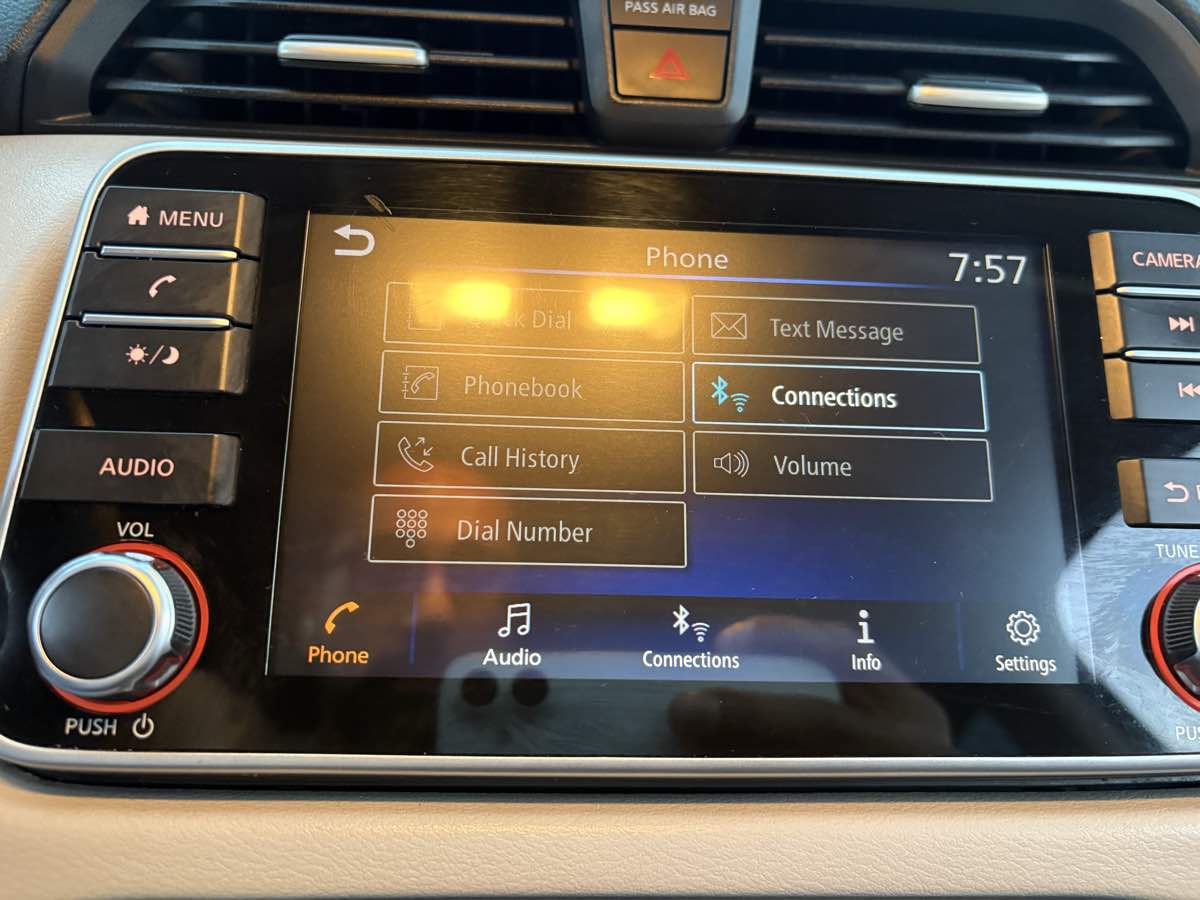 PASS AIR BAG
MENU
AUDIO
VOL
PUSH
Phone
7:57
Dial
Text Message
Phonebook
Connections
Call History
Volume
Dial Number
Phone
Audio
Connections
Info
Settings
CAMERA
TUNE